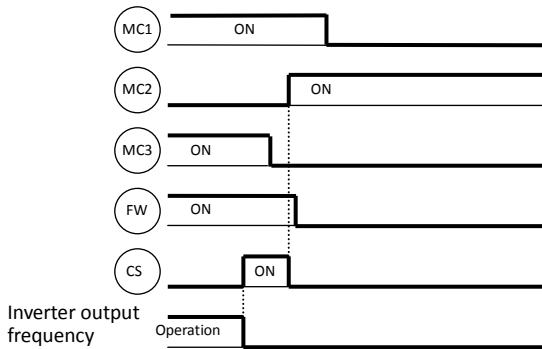 MC1
ON
MC2
ON
MC3
ON
FW
ON
CS
ON
Inverter output
frequency
Operation